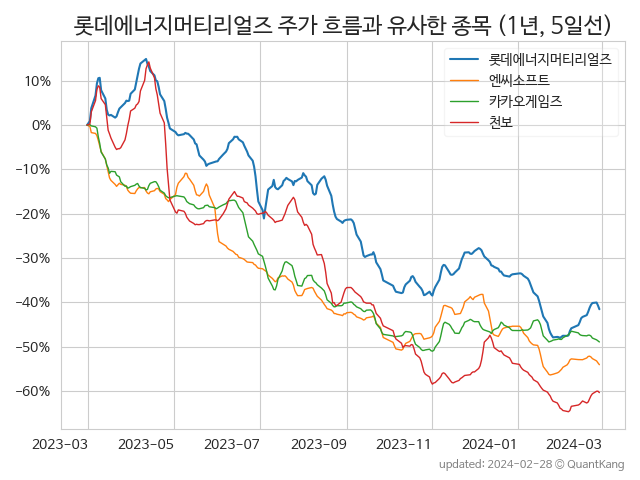 롯데에너지머티리얼즈 주가 흐름과 유사한 종목 (1년, 5일선)
롯데에너지머티리얼즈
엔씨소프트
카카오게임즈
천보
10%
0%
−10%
−20%
−30%
−40%
−50%
−60%
2023-03 2023-05 2023-07 2023-09 2023-11 2024-01 2024-03
updated: 2024-02-28 © QuantKang